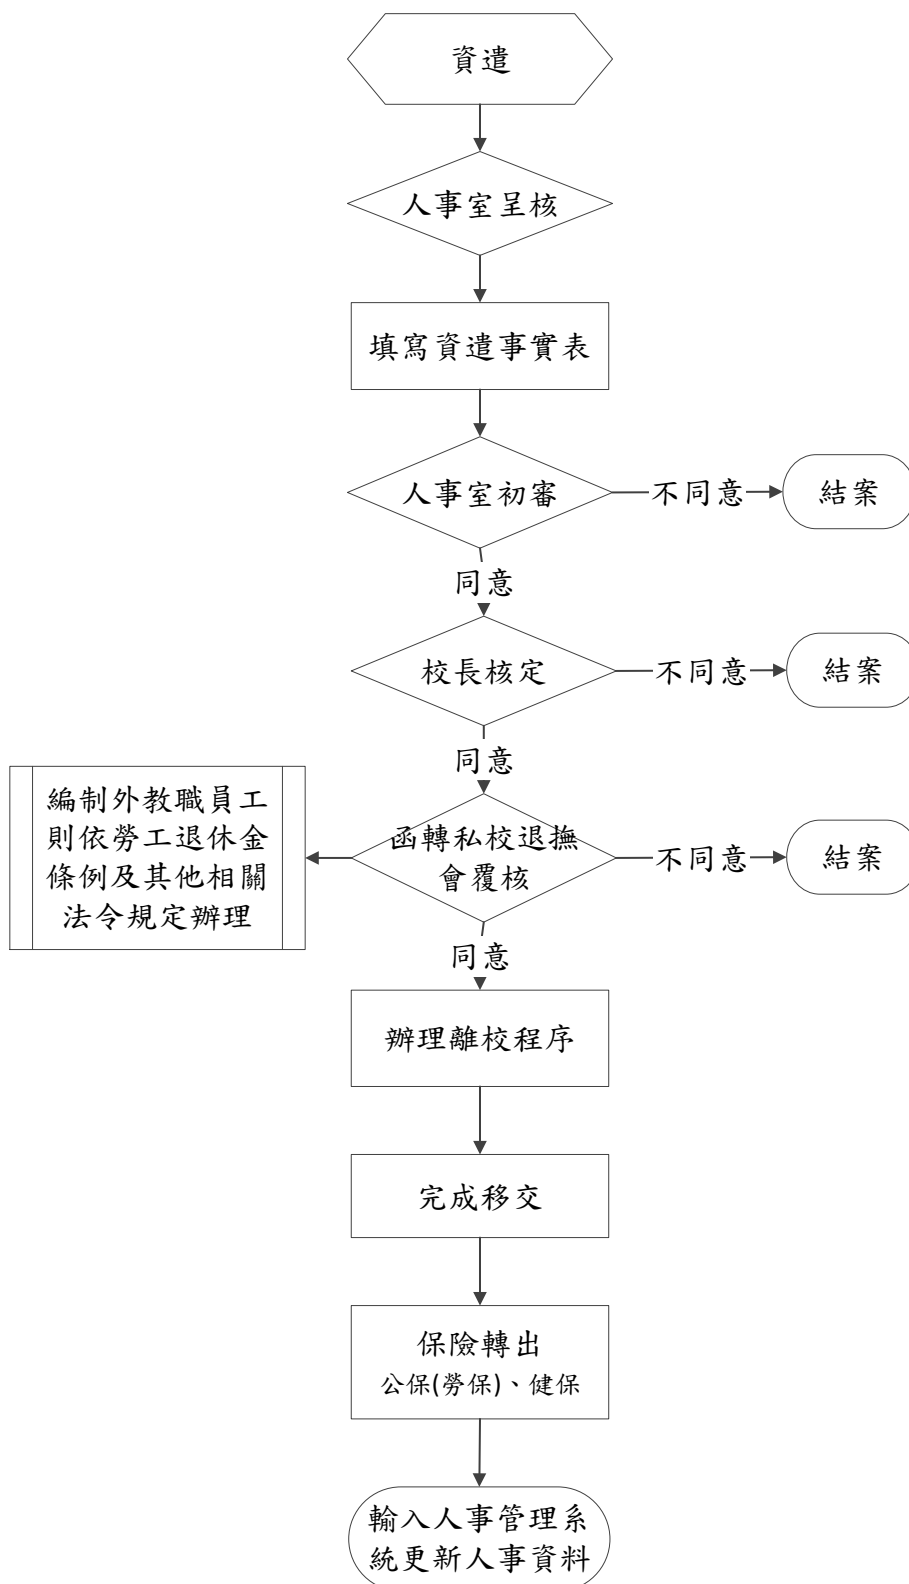 資遣
人事室呈核
填寫資遣事實表
人事室初審
不同意
結案
同意
校長核定
不同意
結案
同意
編制外教職員工
則依勞工退休金
條例及其他相關
法令規定辦理
函轉私校退撫
會覆核
不同意
結案
同意
辦理離校程序
完成移交
保險轉出
公保(勞保)、健保
輸入人事管理系
統更新人事資料